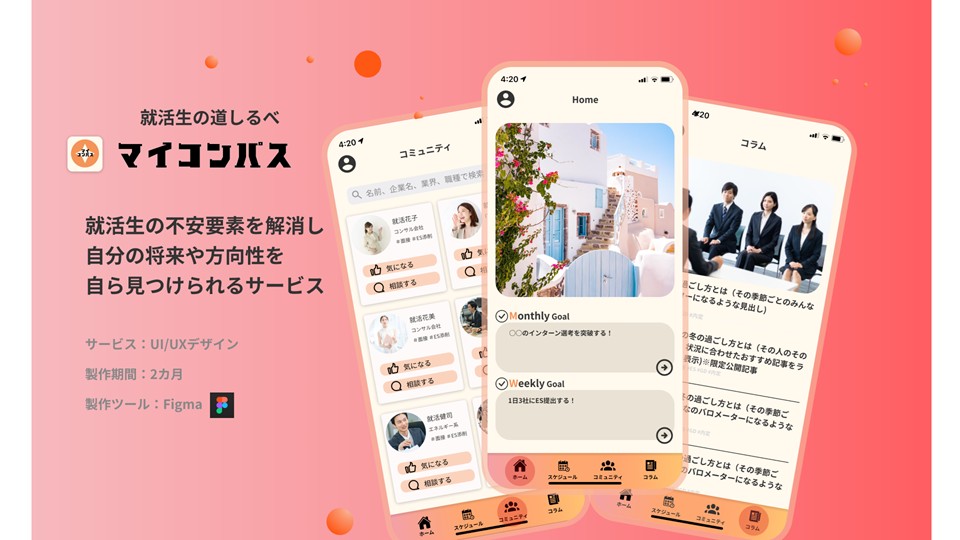 就活生の道しるべ
マイコンパス
就活生の不安要素を解消し
自分の将来や方向性を
自ら見つけられるサービス
サービス：UI/UXデザイン
製作期間：2カ月
製作ツール：Figma
4:20
コミュニティ
名前、企業名、業界、職種で検索
就活花子
コンサル会社
#面接 #ES添削
気になる
相談する
就活花美
コンサル会社
#面接 #ES添削
気になる
相談する
就活健司
エネルギー系
#面接 #ES添削
気になる
相談する
ホーム
スケジュール
コミュニティ
コラム
4:20
Home
Monthly Goal
〇〇のインターン選考を突破する！
Weekly Goal
1日3社にES提出する！
ホーム
スケジュール
コミュニティ
コラム
4:20
コラム
過ごし方とは（その季節ごとのみんな
ーになるような見出し）
の冬の過ごし方とは（その人のその
状況に合わせたおすすめ記事をラ
表示)※限定公開記事
の過ごし方とは（その季節ご
なのバロメーターになるような
過ごし方とは（その季節ご
のバロメーターになるような
ホーム
スケジュール
コミュニティ
コラム